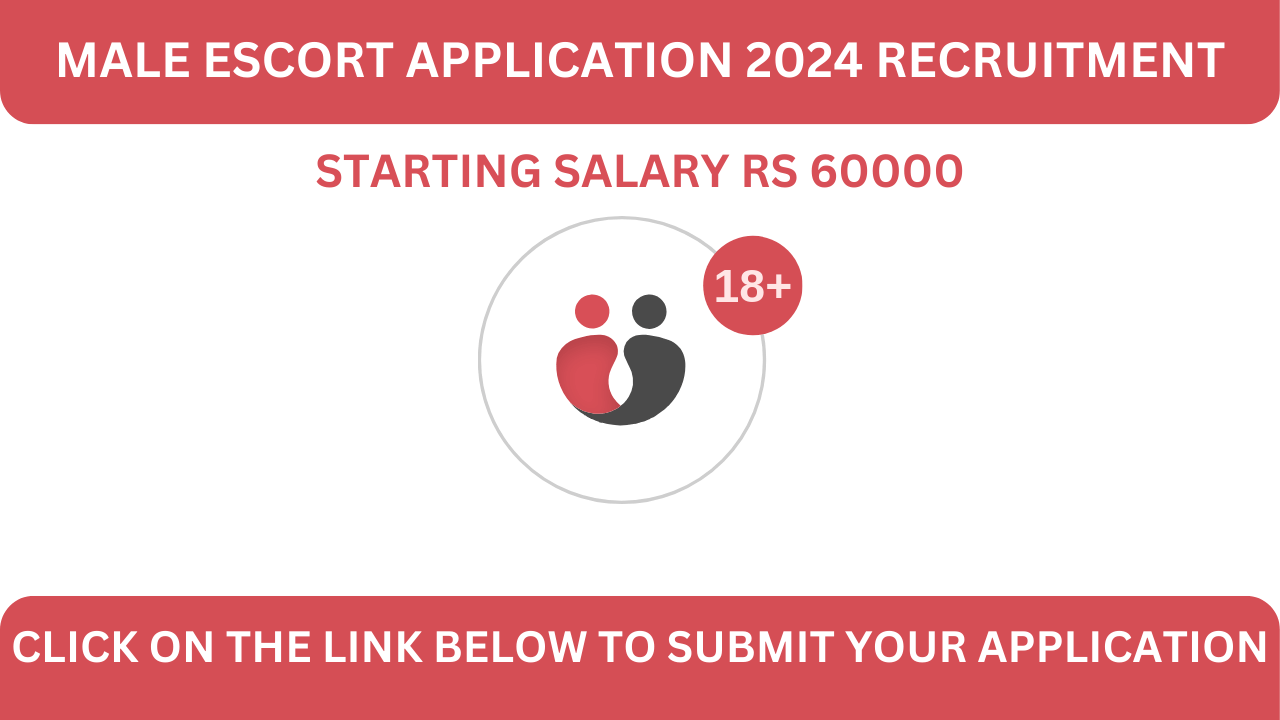 MALE ESCORT APPLICATION 2024 RECRUITMENT
STARTING SALARY RS 60000
18+
CLICK ON THE LINK BELOW TO SUBMIT YOUR APPLICATION